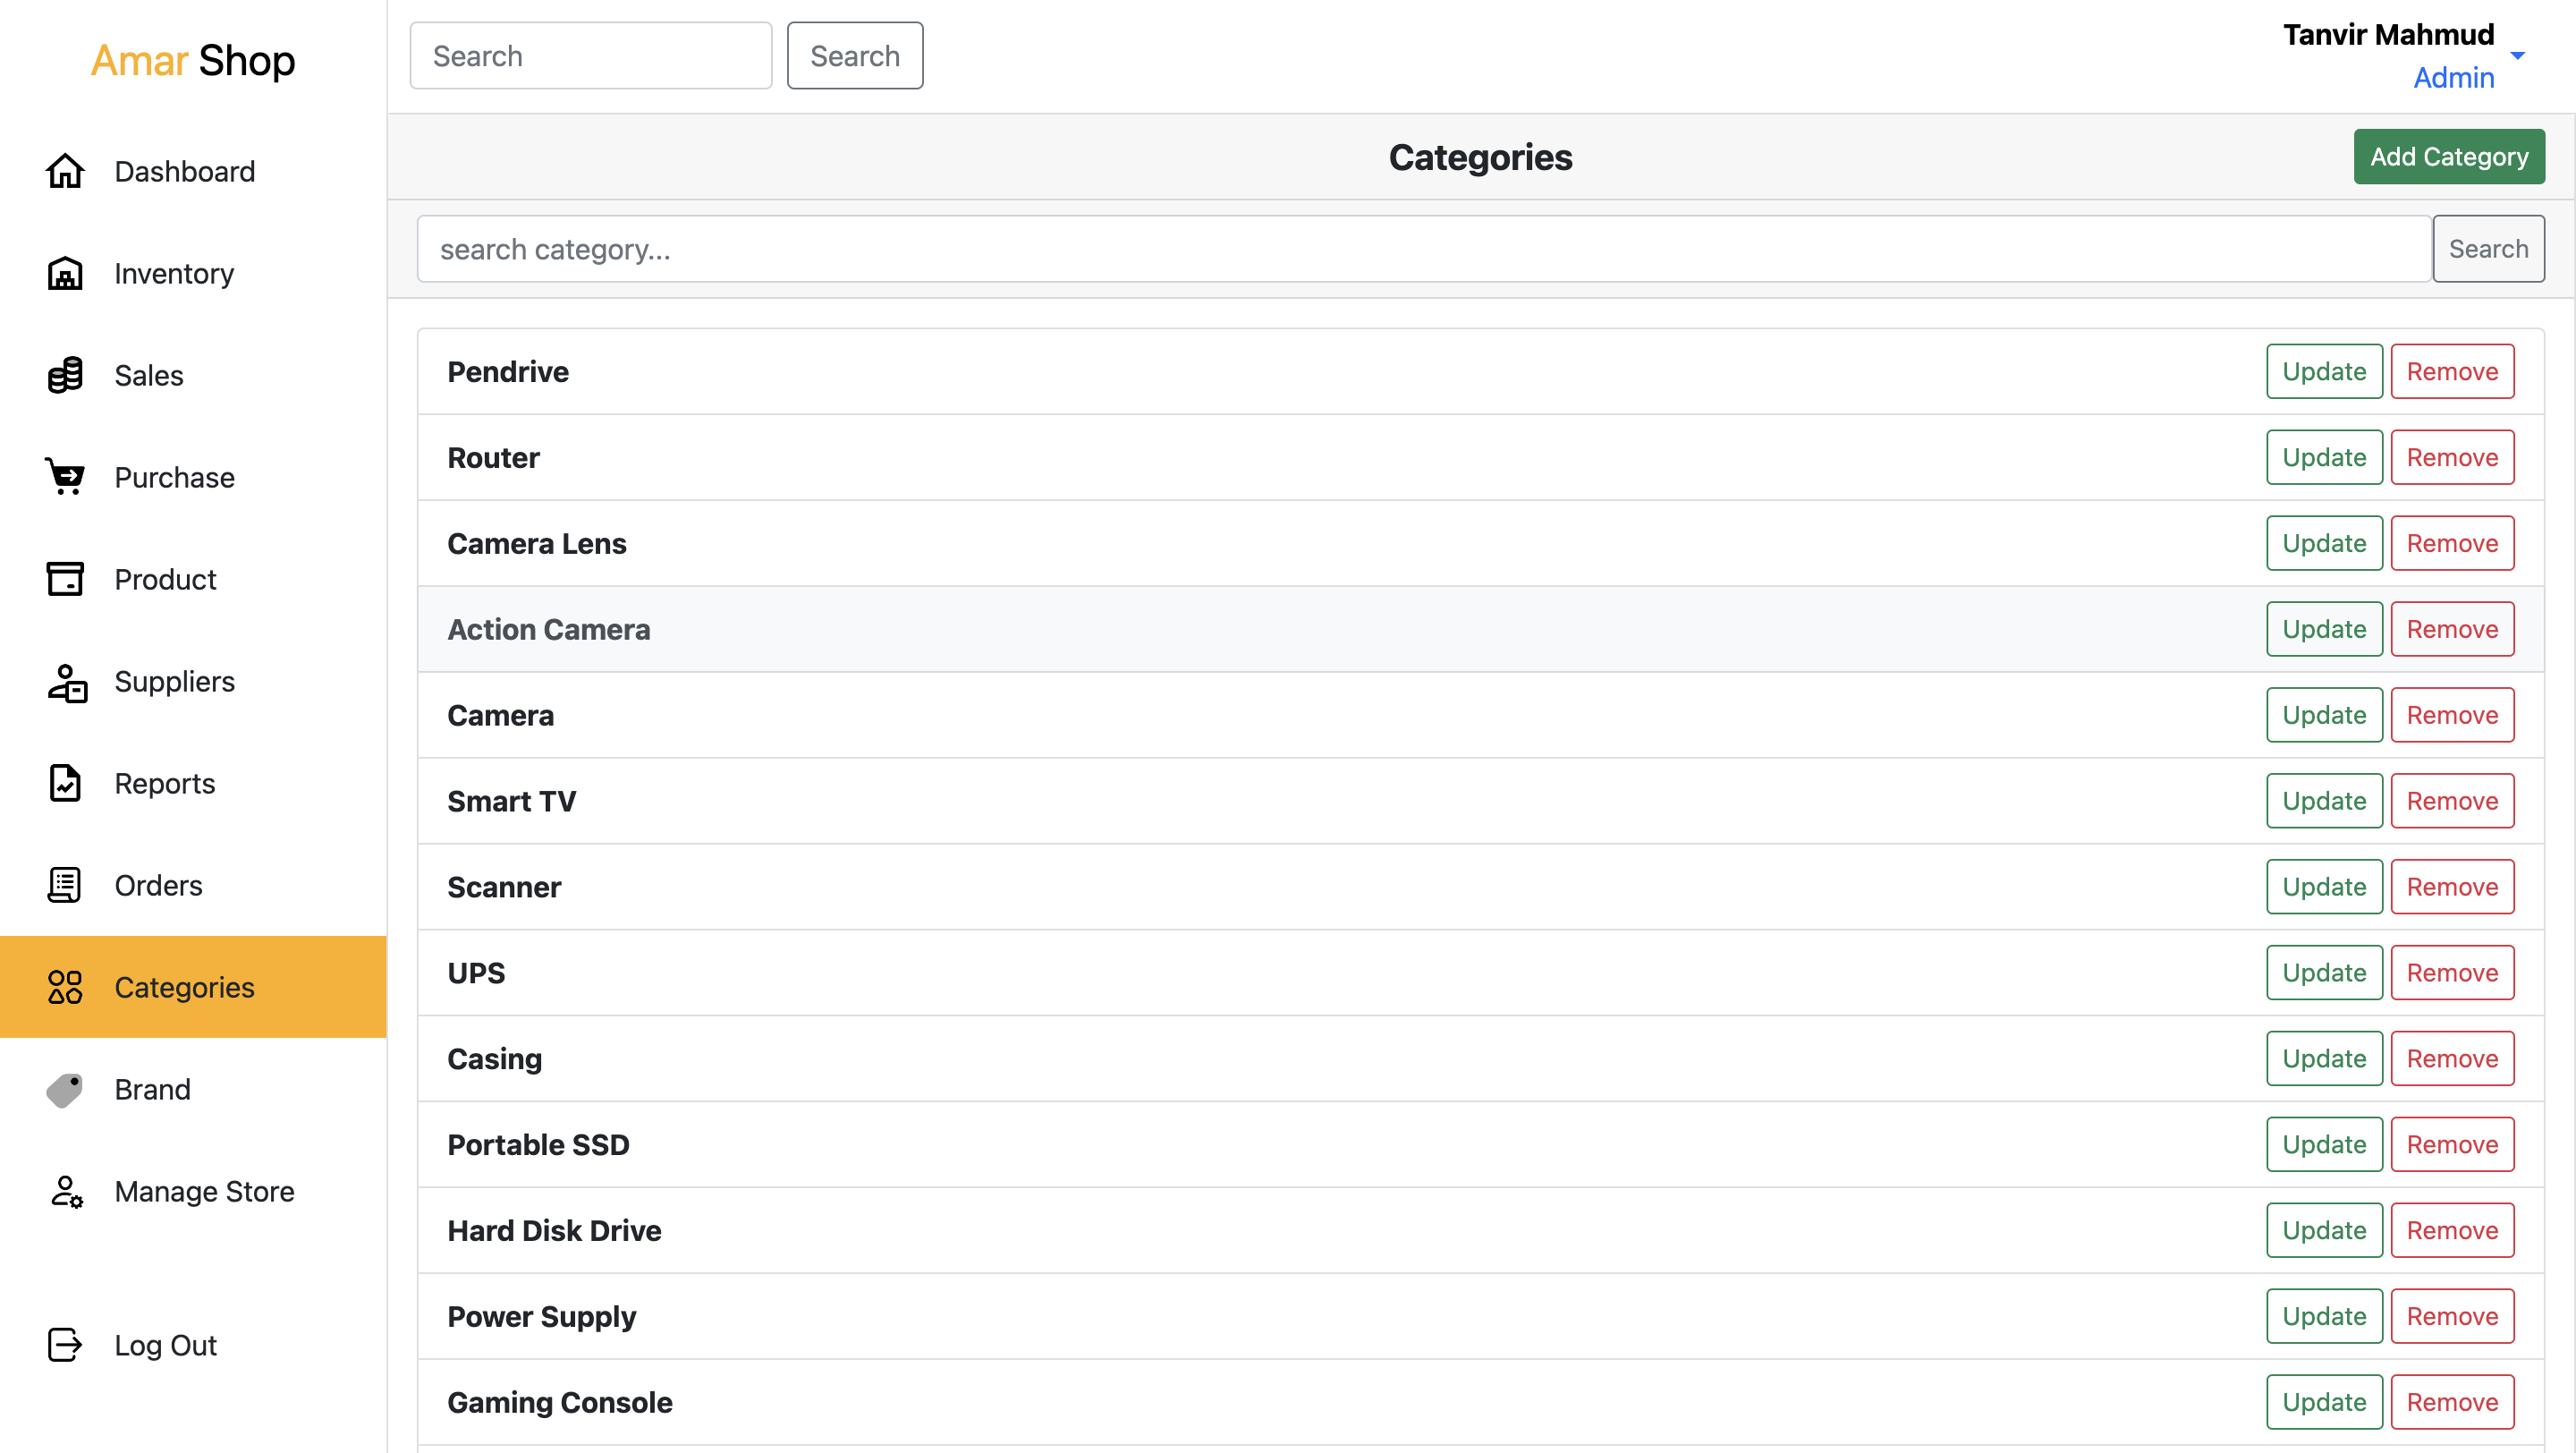 Amar Shop
Dashboard
Inventory
Sales
Purchase
Product
Suppliers
Reports
Orders
Categories
Brand
Manage Store
Log Out
Search Search
Tanvir Mahmud
Admin
Categories Add Category
search category... Search
Pendrive Update Remove
Router Update Remove
Camera Lens Update Remove
Action Camera Update Remove
Camera Update Remove
Smart TV Update Remove
Scanner Update Remove
UPS Update Remove
Casing Update Remove
Portable SSD Update Remove
Hard Disk Drive Update Remove
Power Supply Update Remove
Gaming Console Update Remove